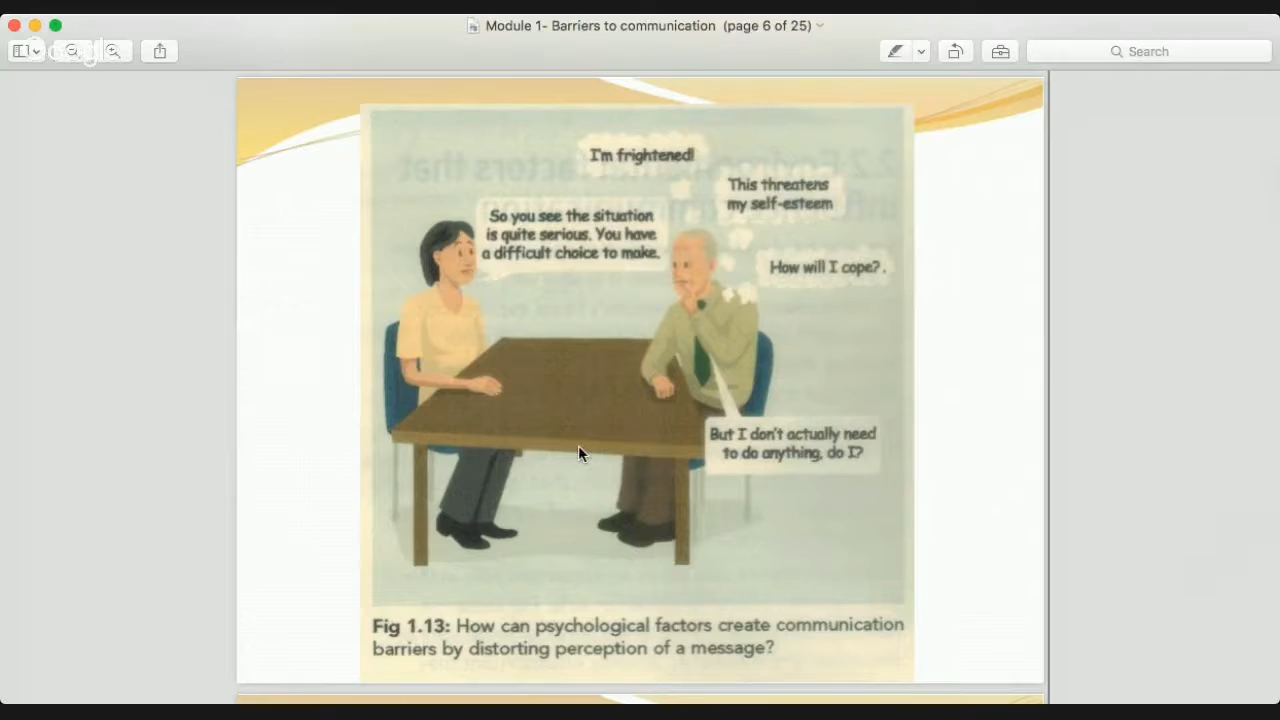 Module 1- Barriers to communication (page 6 of 25)
Google
Search
I'm frightened!
This threatens
my self-esteem
So you see the situation
is quite serious. You have
a difficult choice to make.
How will I cope?.
But I don't actually need
to do anything, do I?
Fig 1.13: How can psychological factors create communication
barriers by distorting perception of a message?